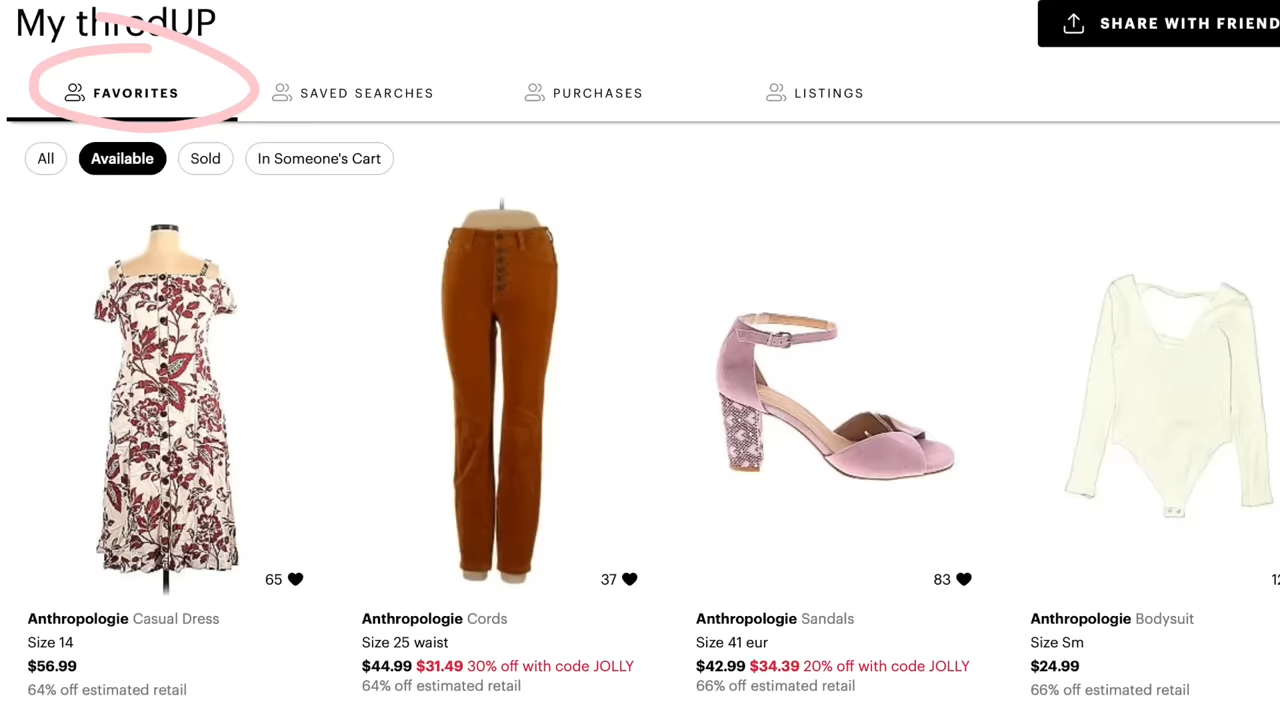 My thredUP
SHARE WITH FRIEND
FAVORITES
SAVED SEARCHES
PURCHASES
LISTINGS
All
Available
Sold
In Someone's Cart
65
37
83
12
Anthropologie Casual Dress
Size 14
$56.99
64% off estimated retail
Anthropologie Cords
Size 25 waist
$44.99 $31.49 30% off with code JOLLY
64% off estimated retail
Anthropologie Sandals
Size 41 eur
$42.99 $34.39 20% off with code JOLLY
66% off estimated retail
Anthropologie Bodysuit
Size Sm
$24.99
66% off estimated retail